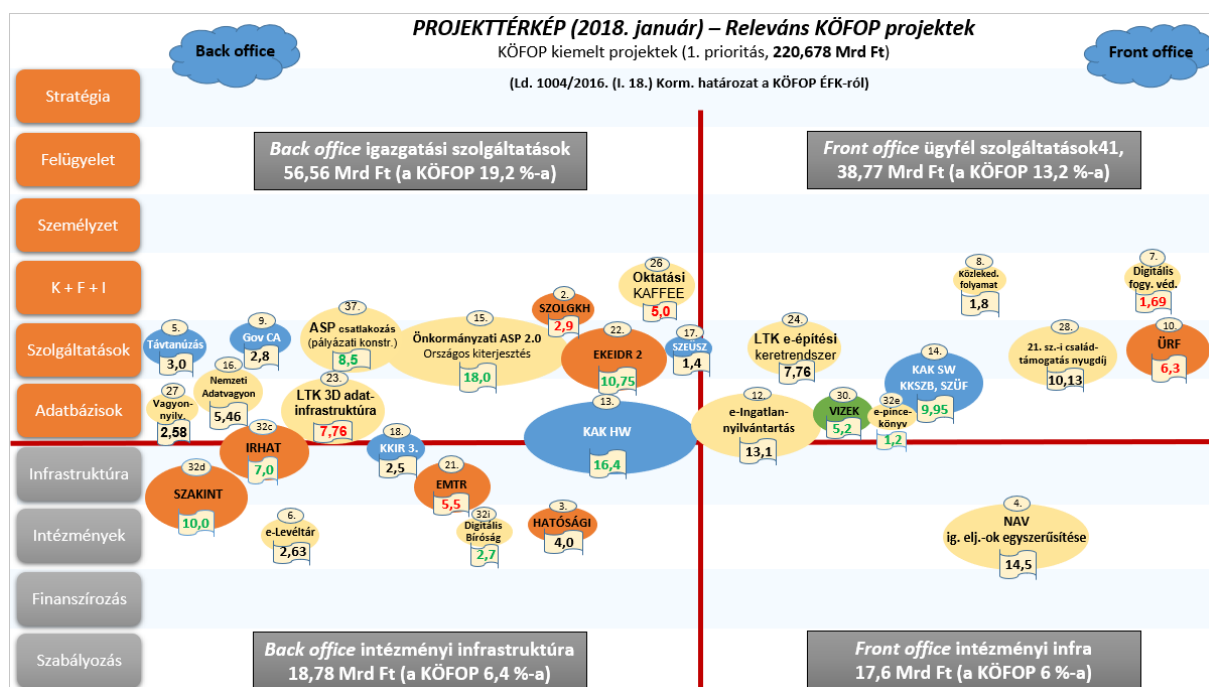 PROJEKTTÉRKÉP (2018. január) – Releváns KÖFOP projektek
KÖFOP kiemelt projektek (1. prioritás, 220,678 Mrd Ft)
(Ld. 1004/2016. (I. 18.) Korm. határozat a KÖFOP ÉFK-ról)
Back office
Front office
Stratégia
Felügyelet
Személyzet
K + F + I
Szolgáltatások
Adatbázisok
Infrastruktúra
Intézmények
Finanszírozás
Szabályozás
Back office igazgatási szolgáltatások
56,56 Mrd Ft (a KÖFOP 19,2 %-a)
Front office ügyfél szolgáltatások41,
38,77 Mrd Ft (a KÖFOP 13,2 %-a)
5.
Távtanúzás
3,0
9.
Gov CA
2,8
37.
ASP csatlakozás
(pályázati konstr.)
8,5
15.
Önkormányzati ASP 2.0
Országos kiterjesztés
18,0
2.
SZOLGKH
2,9
26
Oktatási
KAFFEE
5,0
22.
EKEIDR 2
10,75
17.
SZEÜSZ
1,4
16.
Nemzeti
Adatvagyon
5,46
27
Vagyon-
nyilv.
2,58
23.
LTK 3D adat-
infrastruktúra
7,76
32c
IRHAT
7,0
18.
KKIR 3.
2,5
13.
KAK HW
16,4
32d
SZAKINT
10,0
21.
EMTR
5,5
6.
e-Levéltár
2,63
32i
Digitális
Bíróság
2,7
3.
HATÓSÁGI
4,0
8.
Közleked.
folyamat
1,8
7.
Digitális
fogy. véd.
1,69
24.
LTK e-építési
keretrendszer
7,76
14.
KAK SW
KKSZB, SZÜF
9,95
28.
21. sz.-i család-
támogatás nyugdíj
10,13
10.
ÜRF
6,3
12.
e-Ingatlan-
nyilvántartás
13,1
30.
VIZEK
5,2
32e
e-pince-
könyv
1,2
4.
NAV
ig. elj.-ok egyszerűsítése
14,5
Back office intézményi infrastruktúra
18,78 Mrd Ft (a KÖFOP 6,4 %-a)
Front office intézményi infra
17,6 Mrd Ft (a KÖFOP 6 %-a)